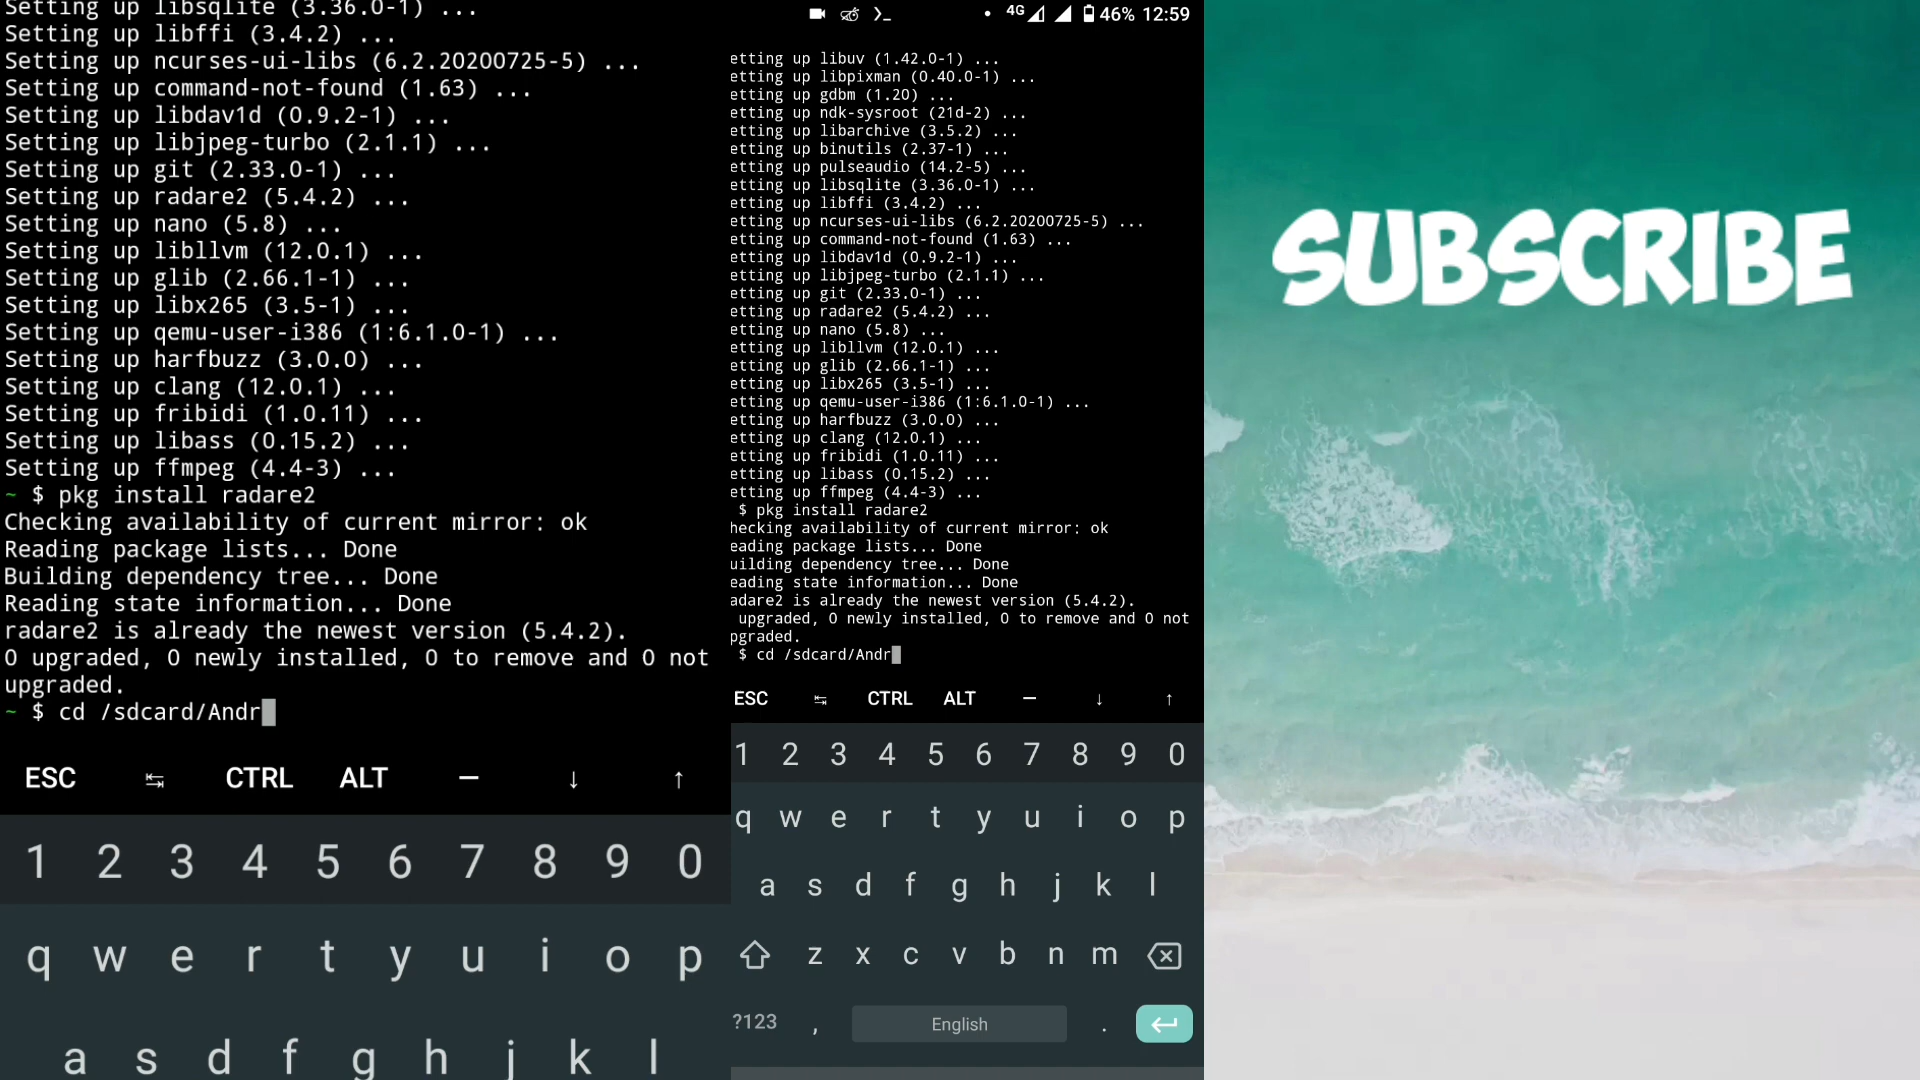 Setting up libsqlite (3.36.0-1) ...
Setting up libffi (3.4.2) ...
Setting up ncurses-ui-libs (6.2.20200725-5) ...
Setting up command-not-found (1.63) ...
Setting up libdav1d (0.9.2-1) ...
Setting up libjpeg-turbo (2.1.1) ...
Setting up git (2.33.0-1) ...
Setting up radare2 (5.4.2) ...
Setting up nano (5.8) ...
Setting up libllvm (12.0.1) ...
Setting up glib (2.66.1-1) ...
Setting up libx265 (3.5-1) ...
Setting up qemu-user-i386 (1:6.1.0-1) ...
Setting up harfbuzz (3.0.0) ...
Setting up clang (12.0.1) ...
Setting up fribidi (1.0.11) ...
Setting up libass (0.15.2) ...
Setting up ffmpeg (4.4-3) ...
~ $ pkg install radare2
Checking availability of current mirror: ok
Reading package lists... Done
Building dependency tree... Done
Reading state information... Done
radare2 is already the newest version (5.4.2).
0 upgraded, 0 newly installed, 0 to remove and 0 not
upgraded.
~ $ cd /sdcard/Andr
ESC ↹ CTRL ALT — ↓ ↑
1 2 3 4 5 6 7 8 9 0
q w e r t y u i o p
a s d f g h j k l
4G 46% 12:59
etting up libuv (1.42.0-1) ...
etting up libpixman (0.40.0-1) ...
etting up gdbm (1.20) ...
etting up ndk-sysroot (21d-2) ...
etting up libarchive (3.5.2) ...
etting up binutils (2.37-1) ...
etting up pulseaudio (14.2-5) ...
etting up libsqlite (3.36.0-1) ...
etting up libffi (3.4.2) ...
etting up ncurses-ui-libs (6.2.20200725-5) ...
etting up command-not-found (1.63) ...
etting up libdav1d (0.9.2-1) ...
etting up libjpeg-turbo (2.1.1) ...
etting up git (2.33.0-1) ...
etting up radare2 (5.4.2) ...
etting up nano (5.8) ...
etting up libllvm (12.0.1) ...
etting up glib (2.66.1-1) ...
etting up libx265 (3.5-1) ...
etting up qemu-user-i386 (1:6.1.0-1) ...
etting up harfbuzz (3.0.0) ...
etting up clang (12.0.1) ...
etting up fribidi (1.0.11) ...
etting up libass (0.15.2) ...
etting up ffmpeg (4.4-3) ...
$ pkg install radare2
hecking availability of current mirror: ok
eading package lists... Done
uilding dependency tree... Done
eading state information... Done
adare2 is already the newest version (5.4.2).
upgraded, 0 newly installed, 0 to remove and 0 not
pgraded.
$ cd /sdcard/Andr
ESC ↹ CTRL ALT — ↓ ↑
1 2 3 4 5 6 7 8 9 0
q w e r t y u i o p
a s d f g h j k l
z x c v b n m
?123 , English .
SUBSCRIBE